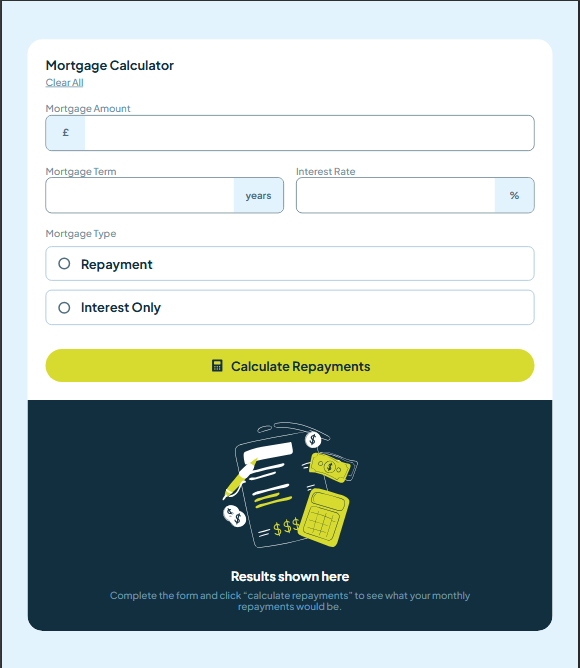 Mortgage Calculator
Clear All
Mortgage Amount
£
Mortgage Term
Interest Rate
years
%
Mortgage Type
Repayment
Interest Only
Calculate Repayments
$
$
$
$
$ $ $
Results shown here
Complete the form and click “calculate repayments” to see what your monthly
repayments would be.